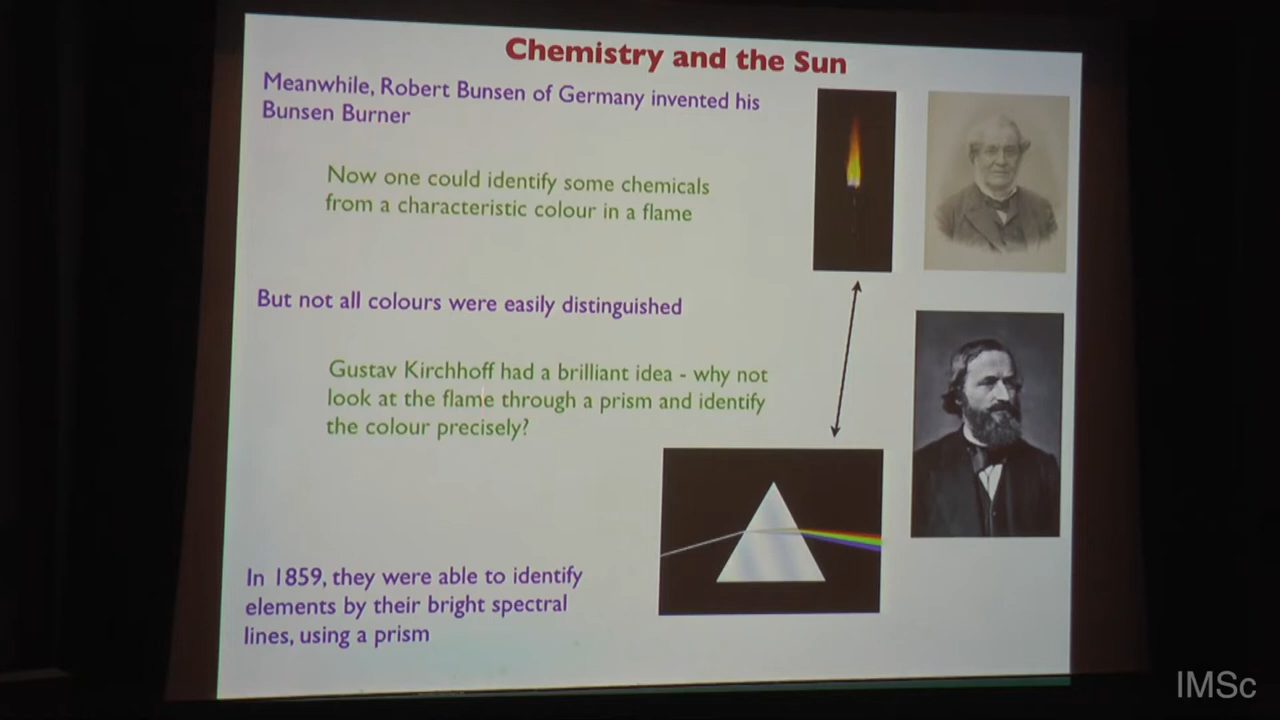 Chemistry and the Sun
Meanwhile, Robert Bunsen of Germany invented his
Bunsen Burner
Now one could identify some chemicals
from a characteristic colour in a flame
But not all colours were easily distinguished
Gustav Kirchhoff had a brilliant idea - why not
look at the flame through a prism and identify
the colour precisely?
In 1859, they were able to identify
elements by their bright spectral
lines, using a prism
IMSc